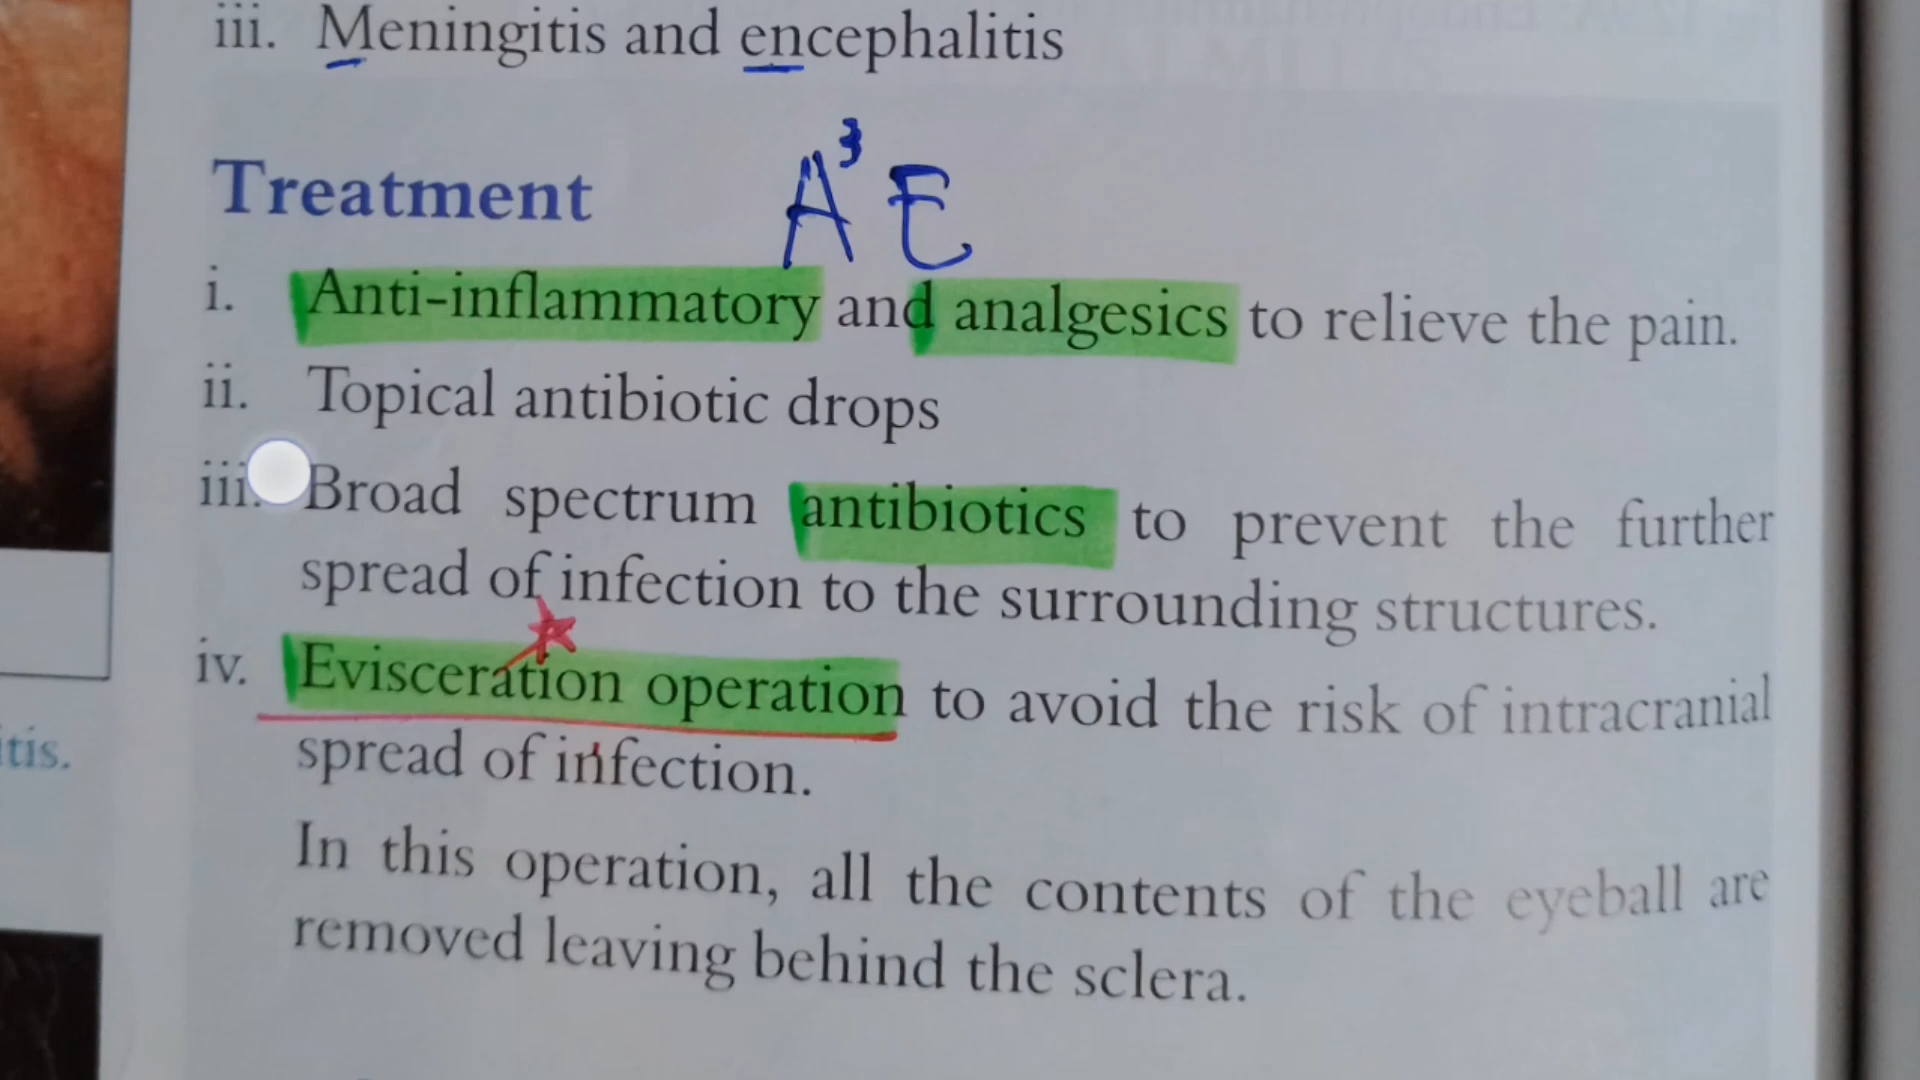 iii. Meningitis and encephalitis
Treatment
A³E
i. Anti-inflammatory and analgesics to relieve the pain.
ii. Topical antibiotic drops
iii. Broad spectrum antibiotics to prevent the further
spread of infection to the surrounding structures.
iv. Evisceration operation to avoid the risk of intracranial
spread of infection.
In this operation, all the contents of the eyeball are
removed leaving behind the sclera.
itis.